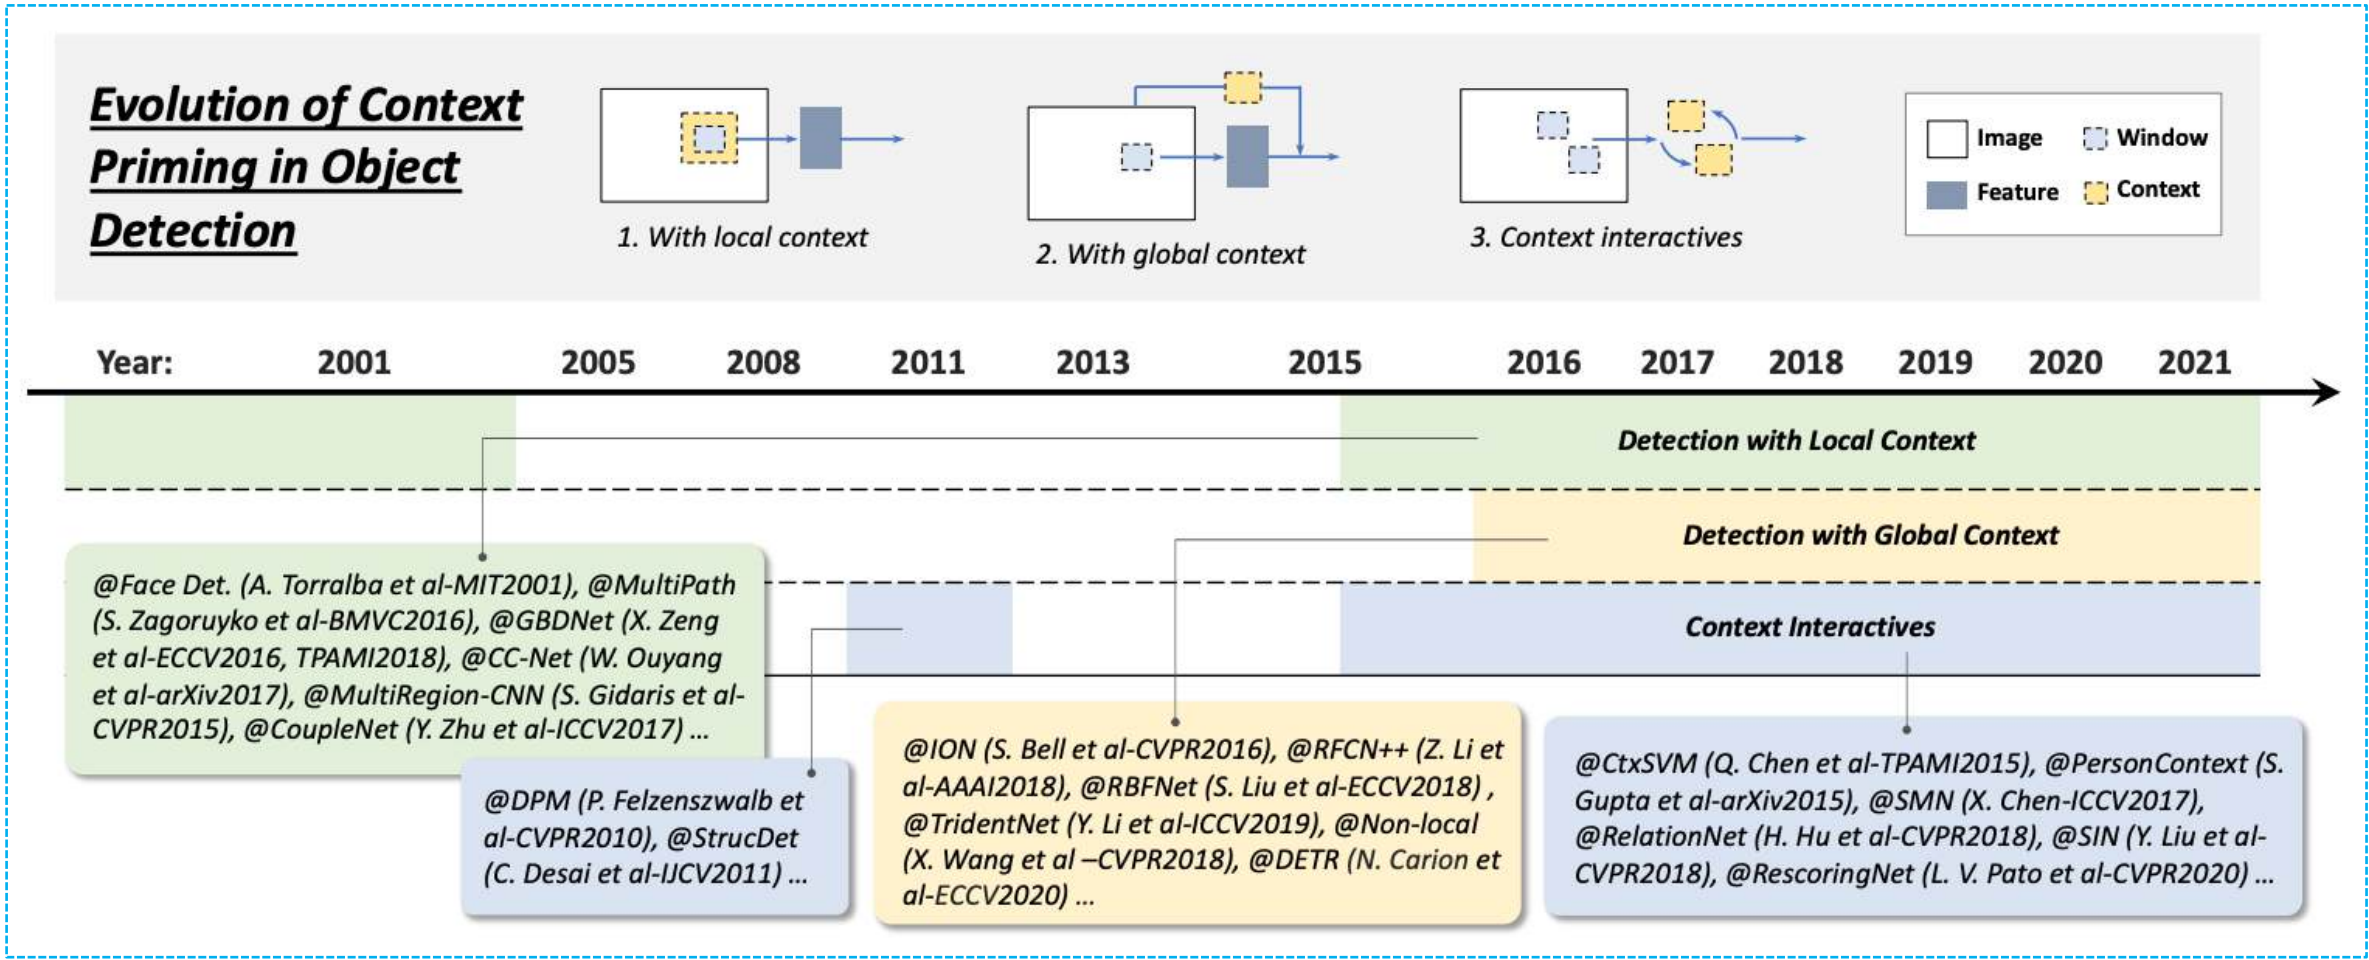 Evolution of Context
Priming in Object
Detection
1. With local context
2. With global context
3. Context interactives
Image
Window
Feature
Context
Year: 2001 2005 2008 2011 2013 2015 2016 2017 2018 2019 2020 2021
Detection with Local Context
Detection with Global Context
Context Interactives
@Face Det. (A. Torralba et al-MIT2001), @MultiPath
(S. Zagoruyko et al-BMVC2016), @GBDNet (X. Zeng
et al-ECCV2016, TPAMI2018), @CC-Net (W. Ouyang
et al-arXiv2017), @MultiRegion-CNN (S. Gidaris et al-
CVPR2015), @CoupleNet (Y. Zhu et al-ICCV2017) ...
@DPM (P. Felzenszwalb et
al-CVPR2010), @StrucDet
(C. Desai et al-IJCV2011) ...
@ION (S. Bell et al-CVPR2016), @RFCN++ (Z. Li et
al-AAAI2018), @RBFNet (S. Liu et al-ECCV2018) ,
@TridentNet (Y. Li et al-ICCV2019), @Non-local
(X. Wang et al –CVPR2018), @DETR (N. Carion et
al-ECCV2020) ...
@CtxSVM (Q. Chen et al-TPAMI2015), @PersonContext (S.
Gupta et al-arXiv2015), @SMN (X. Chen-ICCV2017),
@RelationNet (H. Hu et al-CVPR2018), @SIN (Y. Liu et al-
CVPR2018), @RescoringNet (L. V. Pato et al-CVPR2020) ...